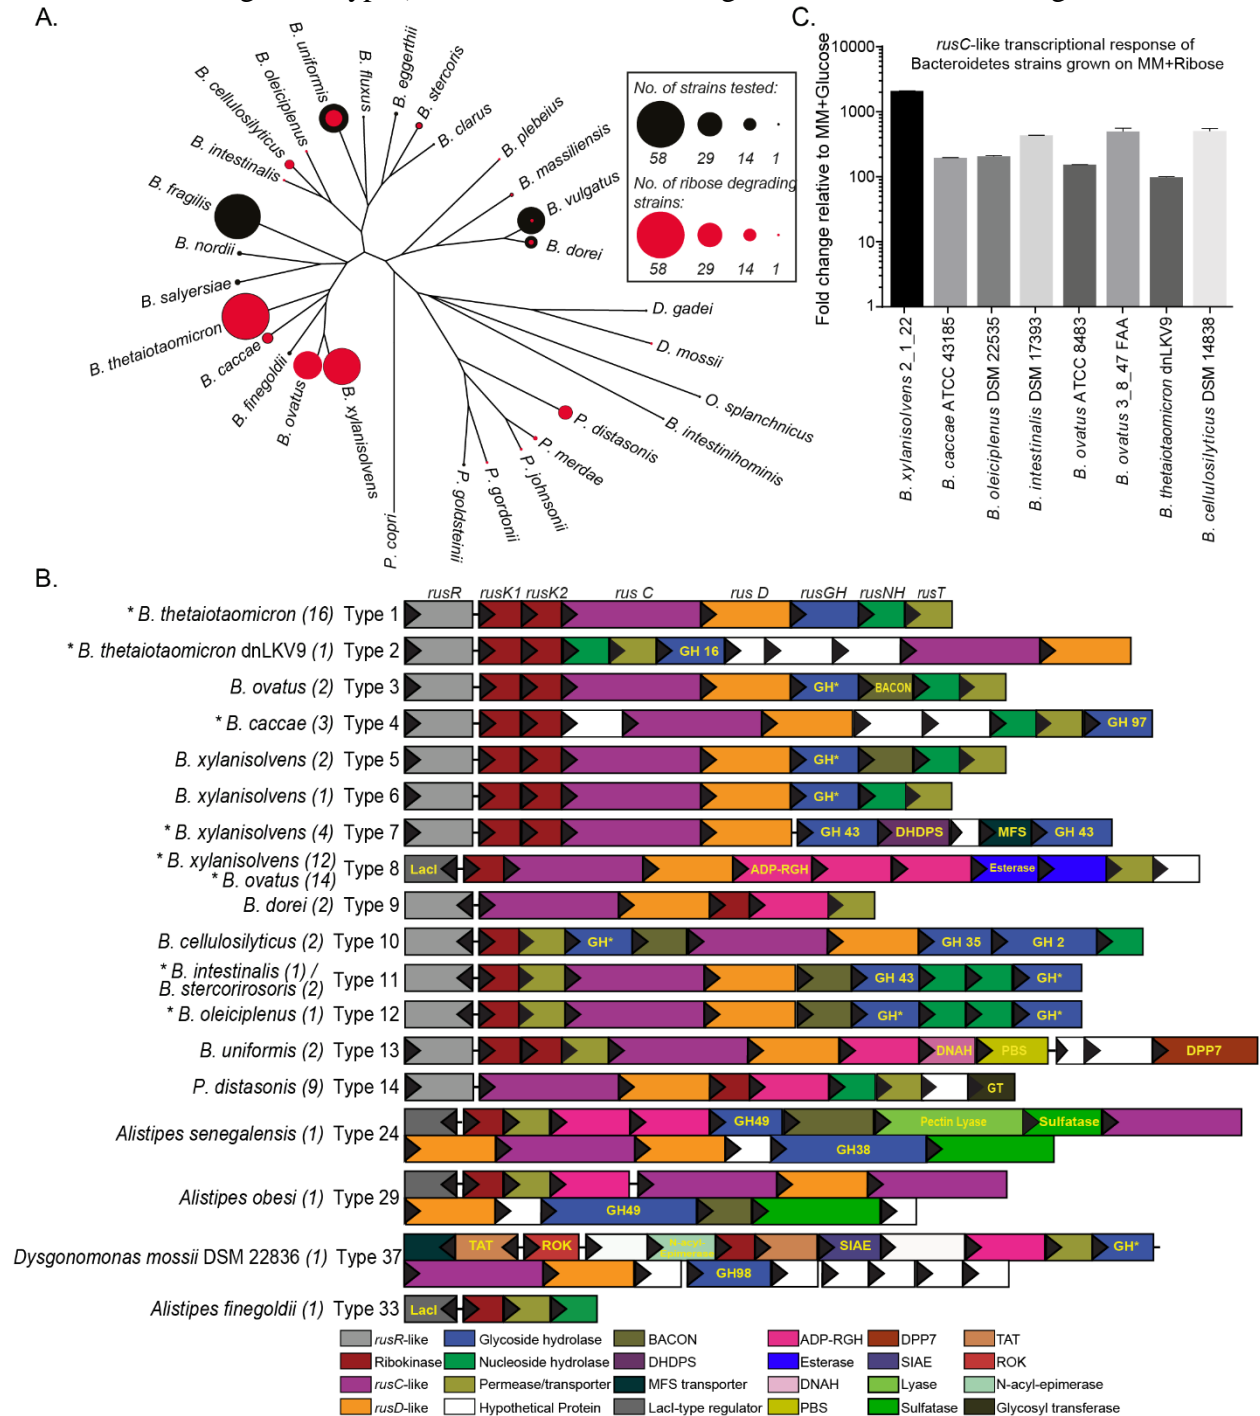 A.
B. uniformis
B. fluxus
B. eggerthii
B. stercoris
B. oleiciplenus
B. cellulosilyticus
B. clarus
B. plebeius
B. intestinalis
B. massiliensis
B. fragilis
B. vulgatus
B. nordii
B. dorei
B. salyersiae
D. gadei
B. thetaiotaomicron
D. mossii
B. caccae
B. finegoldii
B. ovatus
B. xylanisolvens
O. splanchnicus
P. distasonis
B. intestinihominis
P. merdae
P. johnsonii
P. gordonii
P. goldsteinii
P. copri
No. of strains tested:
58 29 14 1
No. of ribose degrading
strains:
58 29 14 1
C.
rusC-like transcriptional response of
Bacteroidetes strains grown on MM+Ribose
Fold change relative to MM+Glucose
10000
1000
100
10
1
B. xylanisolvens 2_1_22
B. caccae ATCC 43185
B. oleiciplenus DSM 22535
B. intestinalis DSM 17393
B. ovatus ATCC 8483
B. ovatus 3_8_47 FAA
B. thetaiotaomicron dnLKV9
B. cellulosilyticus DSM 14838
B.
rusR rusK1 rusK2 rus C rus D rusGH rusNH rusT
* B. thetaiotaomicron (16) Type 1
* B. thetaiotaomicron dnLKV9 (1) Type 2 GH 16
B. ovatus (2) Type 3 GH* BACON
* B. caccae (3) Type 4 GH 97
B. xylanisolvens (2) Type 5 GH*
B. xylanisolvens (1) Type 6 GH*
* B. xylanisolvens (4) Type 7 GH 43 DHDPS MFS GH 43
* B. xylanisolvens (12)
* B. ovatus (14) Type 8 LacI ADP-RGH Esterase
B. dorei (2) Type 9
B. cellulosilyticus (2) Type 10 GH* GH 35 GH 2
* B. intestinalis (1) /
B. stercorirosoris (2) Type 11 GH 43 GH*
* B. oleiciplenus (1) Type 12 GH* GH*
B. uniformis (2) Type 13 DNAH PBS DPP7
P. distasonis (9) Type 14 GT
Alistipes senegalensis (1) Type 24 GH49 Pectin Lyase Sulfatase
GH38
Alistipes obesi (1) Type 29
GH49
Dysgonomonas mossii DSM 22836 (1) Type 37 TAT ROK N-acyl-Epimerase SIAE GH*
GH98
Alistipes finegoldii (1) Type 33 LacI
rusR-like Glycoside hydrolase BACON ADP-RGH DPP7 TAT
Ribokinase Nucleoside hydrolase DHDPS Esterase SIAE ROK
rusC-like Permease/transporter MFS transporter DNAH Lyase N-acyl-epimerase
rusD-like Hypothetical Protein LacI-type regulator PBS Sulfatase Glycosyl transferase